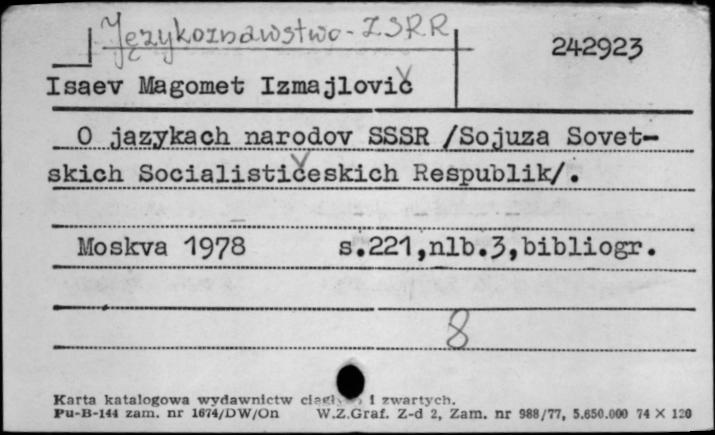 Językoznawstwo - ZSRR
242923
Isaev Magomet Izmajlovič
O jazykach narodov SSSR /Sojuza Sovet-
skich Socialističeskich Respublik/.
Moskva 1978 s.221,nlb.3,bibliogr.
8
Karta katalogowa wydawnictw i zwartych.
Pu-B-144 zam. nr 1674/DW/On W.Z.Graf. Z-d 2, Zam. nr 988/77, 5.650.000 74 X 120